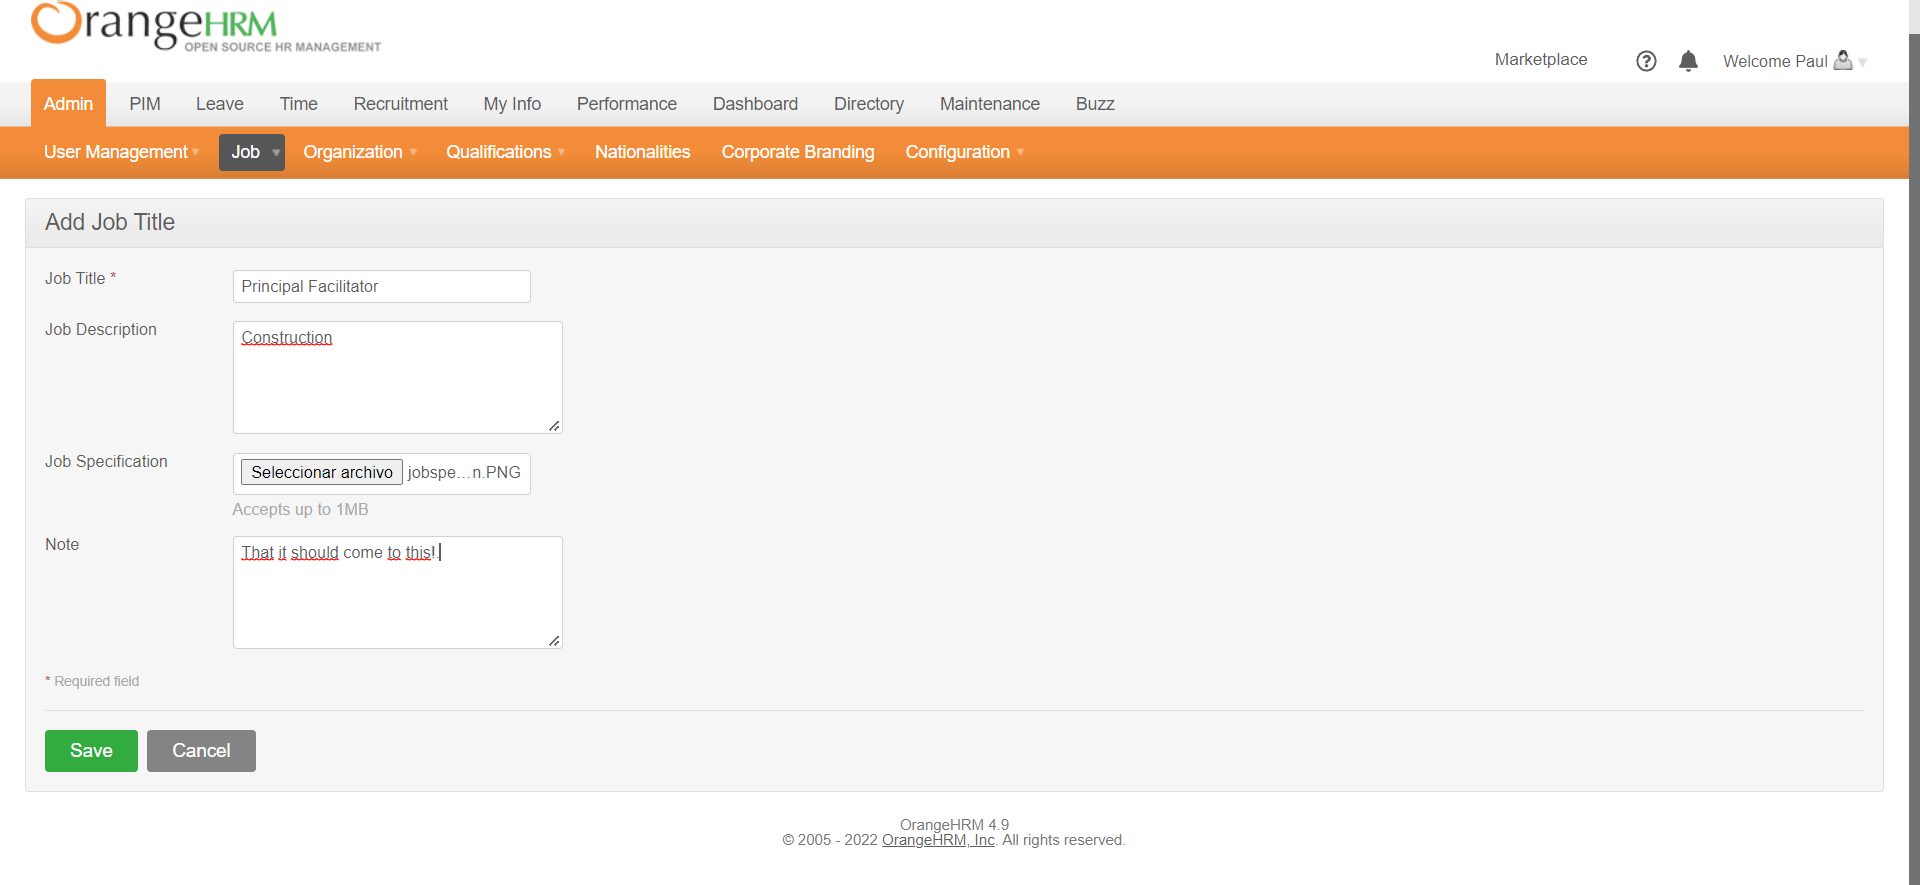 OrangeHRM
OPEN SOURCE HR MANAGEMENT
Marketplace
Welcome Paul
Admin PIM Leave Time Recruitment My Info Performance Dashboard Directory Maintenance Buzz
User Management Job Organization Qualifications Nationalities Corporate Branding Configuration
Add Job Title
Job Title *
Principal Facilitator
Job Description
Construction
Job Specification
Seleccionar archivo jobspe...n.PNG
Accepts up to 1MB
Note
That it should come to this!
* Required field
Save Cancel
OrangeHRM 4.9
© 2005 - 2022 OrangeHRM, Inc. All rights reserved.